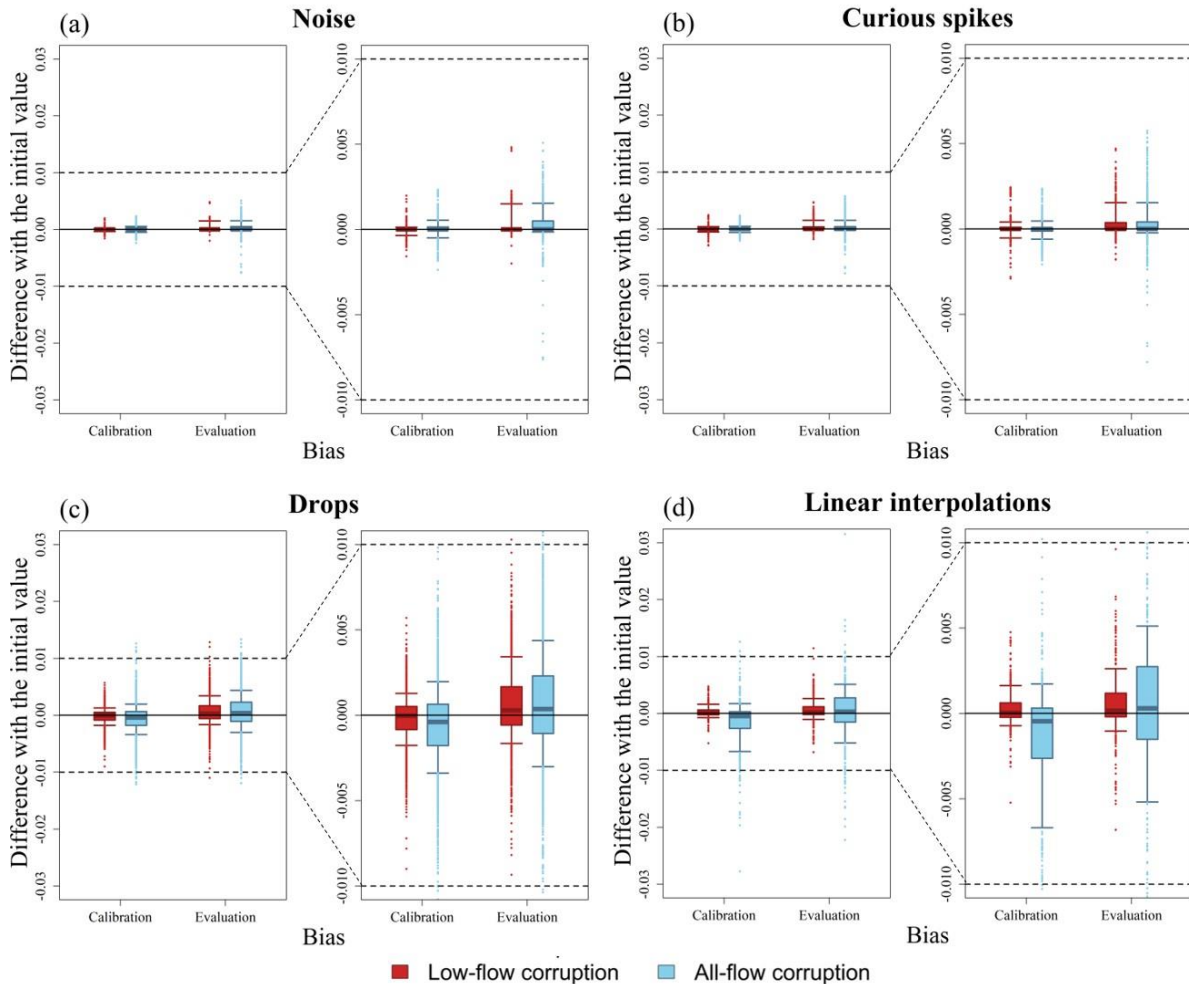 (a) Noise
Difference with the initial value
0.03
0.02
0.01
0.00
-0.01
-0.02
-0.03
Calibration Evaluation
0.010
0.005
0.000
-0.005
-0.010
Calibration Evaluation
Bias
(b) Curious spikes
Difference with the initial value
0.03
0.02
0.01
0.00
-0.01
-0.02
-0.03
Calibration Evaluation
0.010
0.005
0.000
-0.005
-0.010
Calibration Evaluation
Bias
(c) Drops
Difference with the initial value
0.03
0.02
0.01
0.00
-0.01
-0.02
-0.03
Calibration Evaluation
0.010
0.005
0.000
-0.005
-0.010
Calibration Evaluation
Bias
(d) Linear interpolations
Difference with the initial value
0.03
0.02
0.01
0.00
-0.01
-0.02
-0.03
Calibration Evaluation
0.010
0.005
0.000
-0.005
-0.010
Calibration Evaluation
Bias
Low-flow corruption All-flow corruption